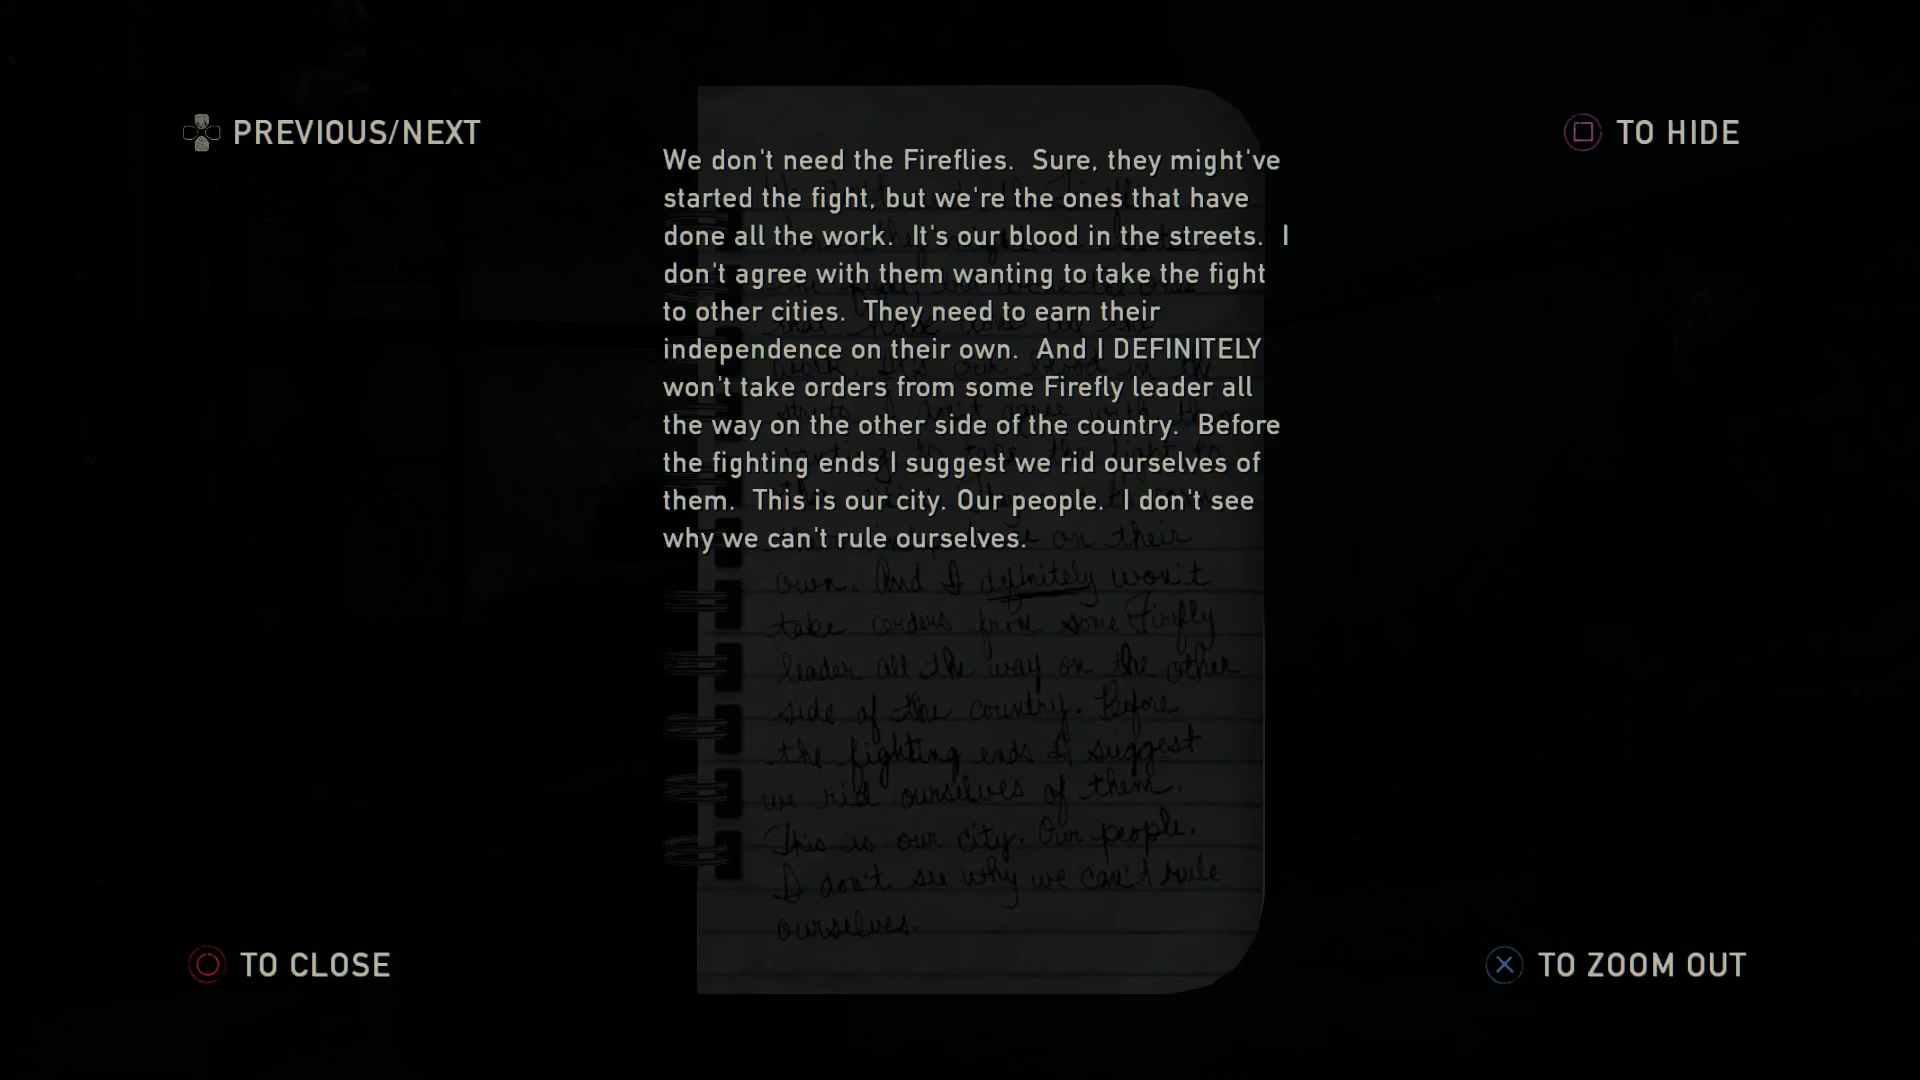 PREVIOUS/NEXT
TO HIDE
We don't need the Fireflies.  Sure, they might've
started the fight, but we're the ones that have
done all the work.  It's our blood in the streets.  I
don't agree with them wanting to take the fight
to other cities.  They need to earn their
independence on their own.  And I DEFINITELY
won't take orders from some Firefly leader all
the way on the other side of the country.  Before
the fighting ends I suggest we rid ourselves of
them.  This is our city. Our people.  I don't see
why we can't rule ourselves.
on their
own. And I definitely won't
take orders from some Firefly
leader all the way on the other
side of the country. Before
the fighting ends I suggest
we rid ourselves of them.
This is our city. Our people.
I don't see why we can't rule
ourselves.
TO CLOSE
TO ZOOM OUT